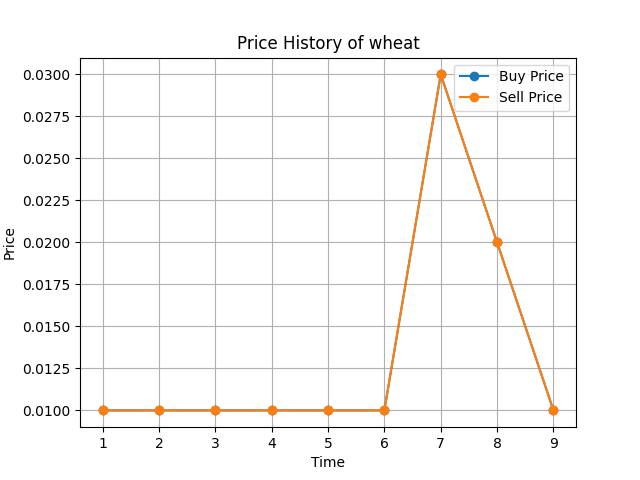 Price History of wheat
Buy Price
Sell Price
0.0300
0.0275
0.0250
0.0225
0.0200
0.0175
0.0150
0.0125
0.0100
Price
1 2 3 4 5 6 7 8 9
Time